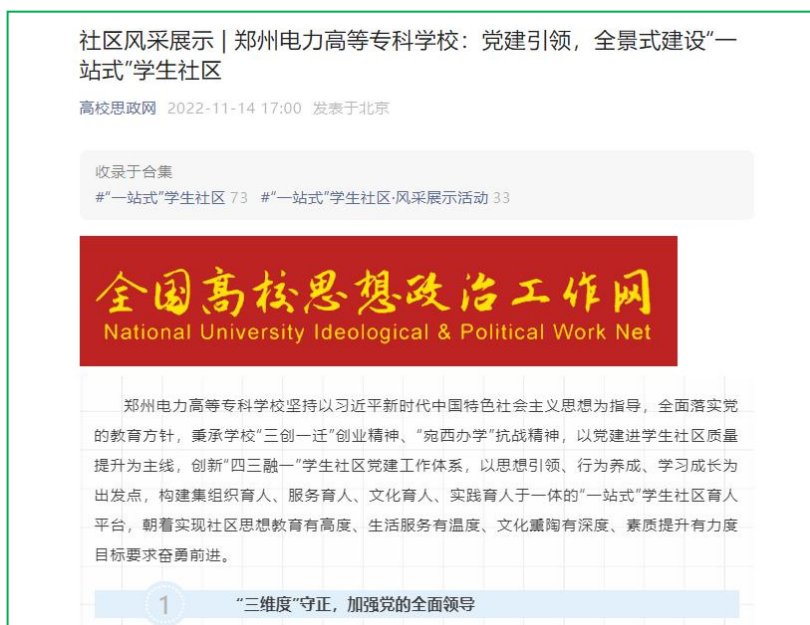 社区风采展示 | 郑州电力高等专科学校：党建引领，全景式建设“一
站式”学生社区
高校思政网 2022-11-14 17:00 发表于北京
收录于合集
#“一站式”学生社区 73 #“一站式”学生社区·风采展示活动 33
全国高校思想政治工作网
National University Ideological & Political Work Net
郑州电力高等专科学校坚持以习近平新时代中国特色社会主义思想为指导，全面落实党
的教育方针，秉承学校“三创一迁”创业精神、“宛西办学”抗战精神，以党建进学生社区质量
提升为主线，创新“四三融一”学生社区党建工作体系，以思想引领、行为养成、学习成长为
出发点，构建集组织育人、服务育人、文化育人、实践育人于一体的“一站式”学生社区育人
平台，朝着实现社区思想教育有高度、生活服务有温度、文化薰陶有深度、素质提升有力度
目标要求奋勇前进。
1 “三维度”守正，加强党的全面领导